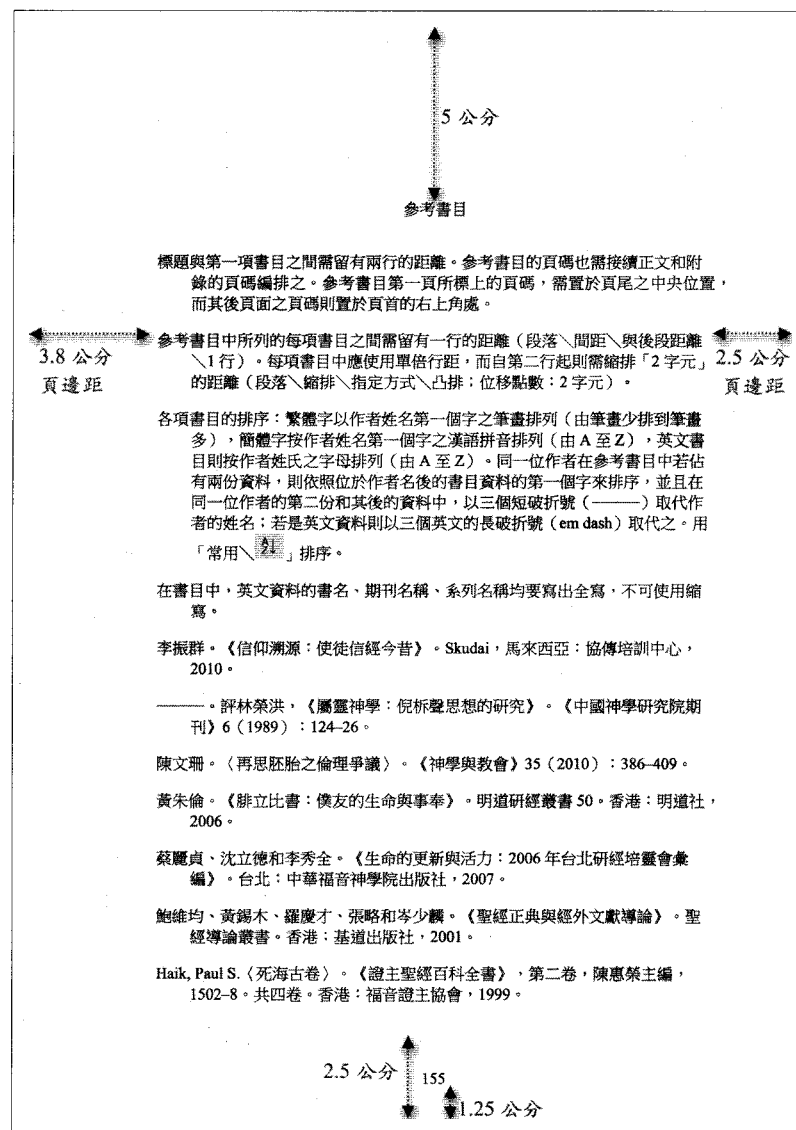 5 公分
參考書目
標題與第一項書目之間需留有兩行的距離。參考書目的頁碼也需按續正文和附
錄的頁碼編排之。參考書目第一頁所標上的頁碼，需置於頁尾之中央位置，
而其後頁面之頁碼則置於頁首的右上角處。
3.8 公分
頁邊距
參考書目中所列的每項書目之間需留有一行的距離（段落＼間距＼與後段距離
＼1 行）。每項書目中應使用單倍行距，而自第二行起則需縮排「2 字元」
的距離（段落＼縮排＼指定方式＼凸排；位移點數：2 字元）。
2.5 公分
頁邊距
各項書目的排序：繁體字以作者姓名第一個字之筆畫排列（由筆畫少排到筆畫
多），簡體字按作者姓名第一個字之漢語拼音排列（由 A 至 Z），英文書
目則按作者姓氏之字母排列（由 A 至 Z）。同一位作者在參考書目中若佔
有兩份資料，則依照位於作者名後的書目資料的第一個字來排序，並且在
同一位作者的第二份和其後的資料中，以三個短破折號（———）取代作
者的姓名；若是英文資料則以三個英文的長破折號（em dash）取代之。用
「常用＼ A Z↓ 」排序。
在書目中，英文資料的書名、期刊名稱、系列名稱均要寫出全寫，不可使用縮
寫。
李振群。《信仰溯源：使徒信經今昔》。Skudai，馬來西亞：協傳培訓中心，
2010。
———。評林榮洪，《屬靈神學：倪柝聲思想的研究》。《中國神學研究院期
刊》6（1989）：124–26。
陳文珊。〈再思胚胎之倫理爭議〉。《神學與教會》35（2010）：386–409。
黃朱倫。《腓立比書：僕友的生命與事奉》。明道研經叢書 50。香港：明道社，
2006。
蔡麗貞、沈立德和李秀全。《生命的更新與活力：2006 年台北研經培靈會彙
編》。台北：中華福音神學院出版社，2007。
鮑維均、黃錫木、羅慶才、張略和岑少麟。《聖經正典與經外文獻導論》。聖
經導論叢書。香港：基道出版社，2001。
Haik, Paul S.〈死海古卷〉。《證主聖經百科全書》，第二卷，陳惠榮主編，
1502–8。共四卷。香港：福音證主協會，1999。
2.5 公分
155
1.25 公分